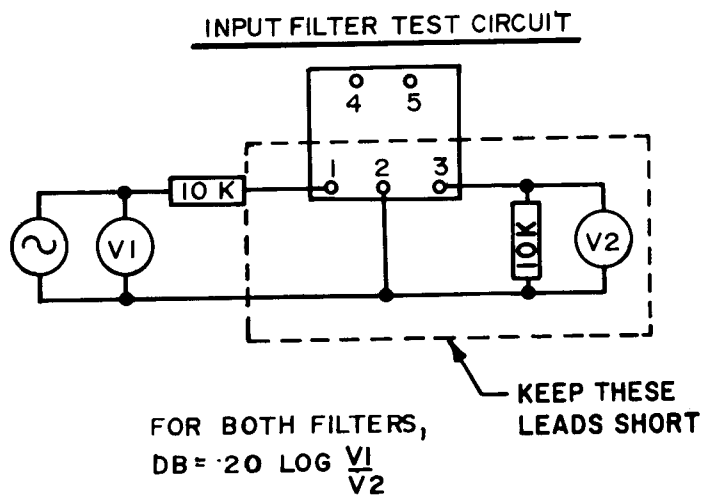 INPUT FILTER TEST CIRCUIT
4 5
1 2 3
10 K
V1
10K
V2
KEEP THESE
LEADS SHORT
FOR BOTH FILTERS,
DB = 20 LOG V1/V2